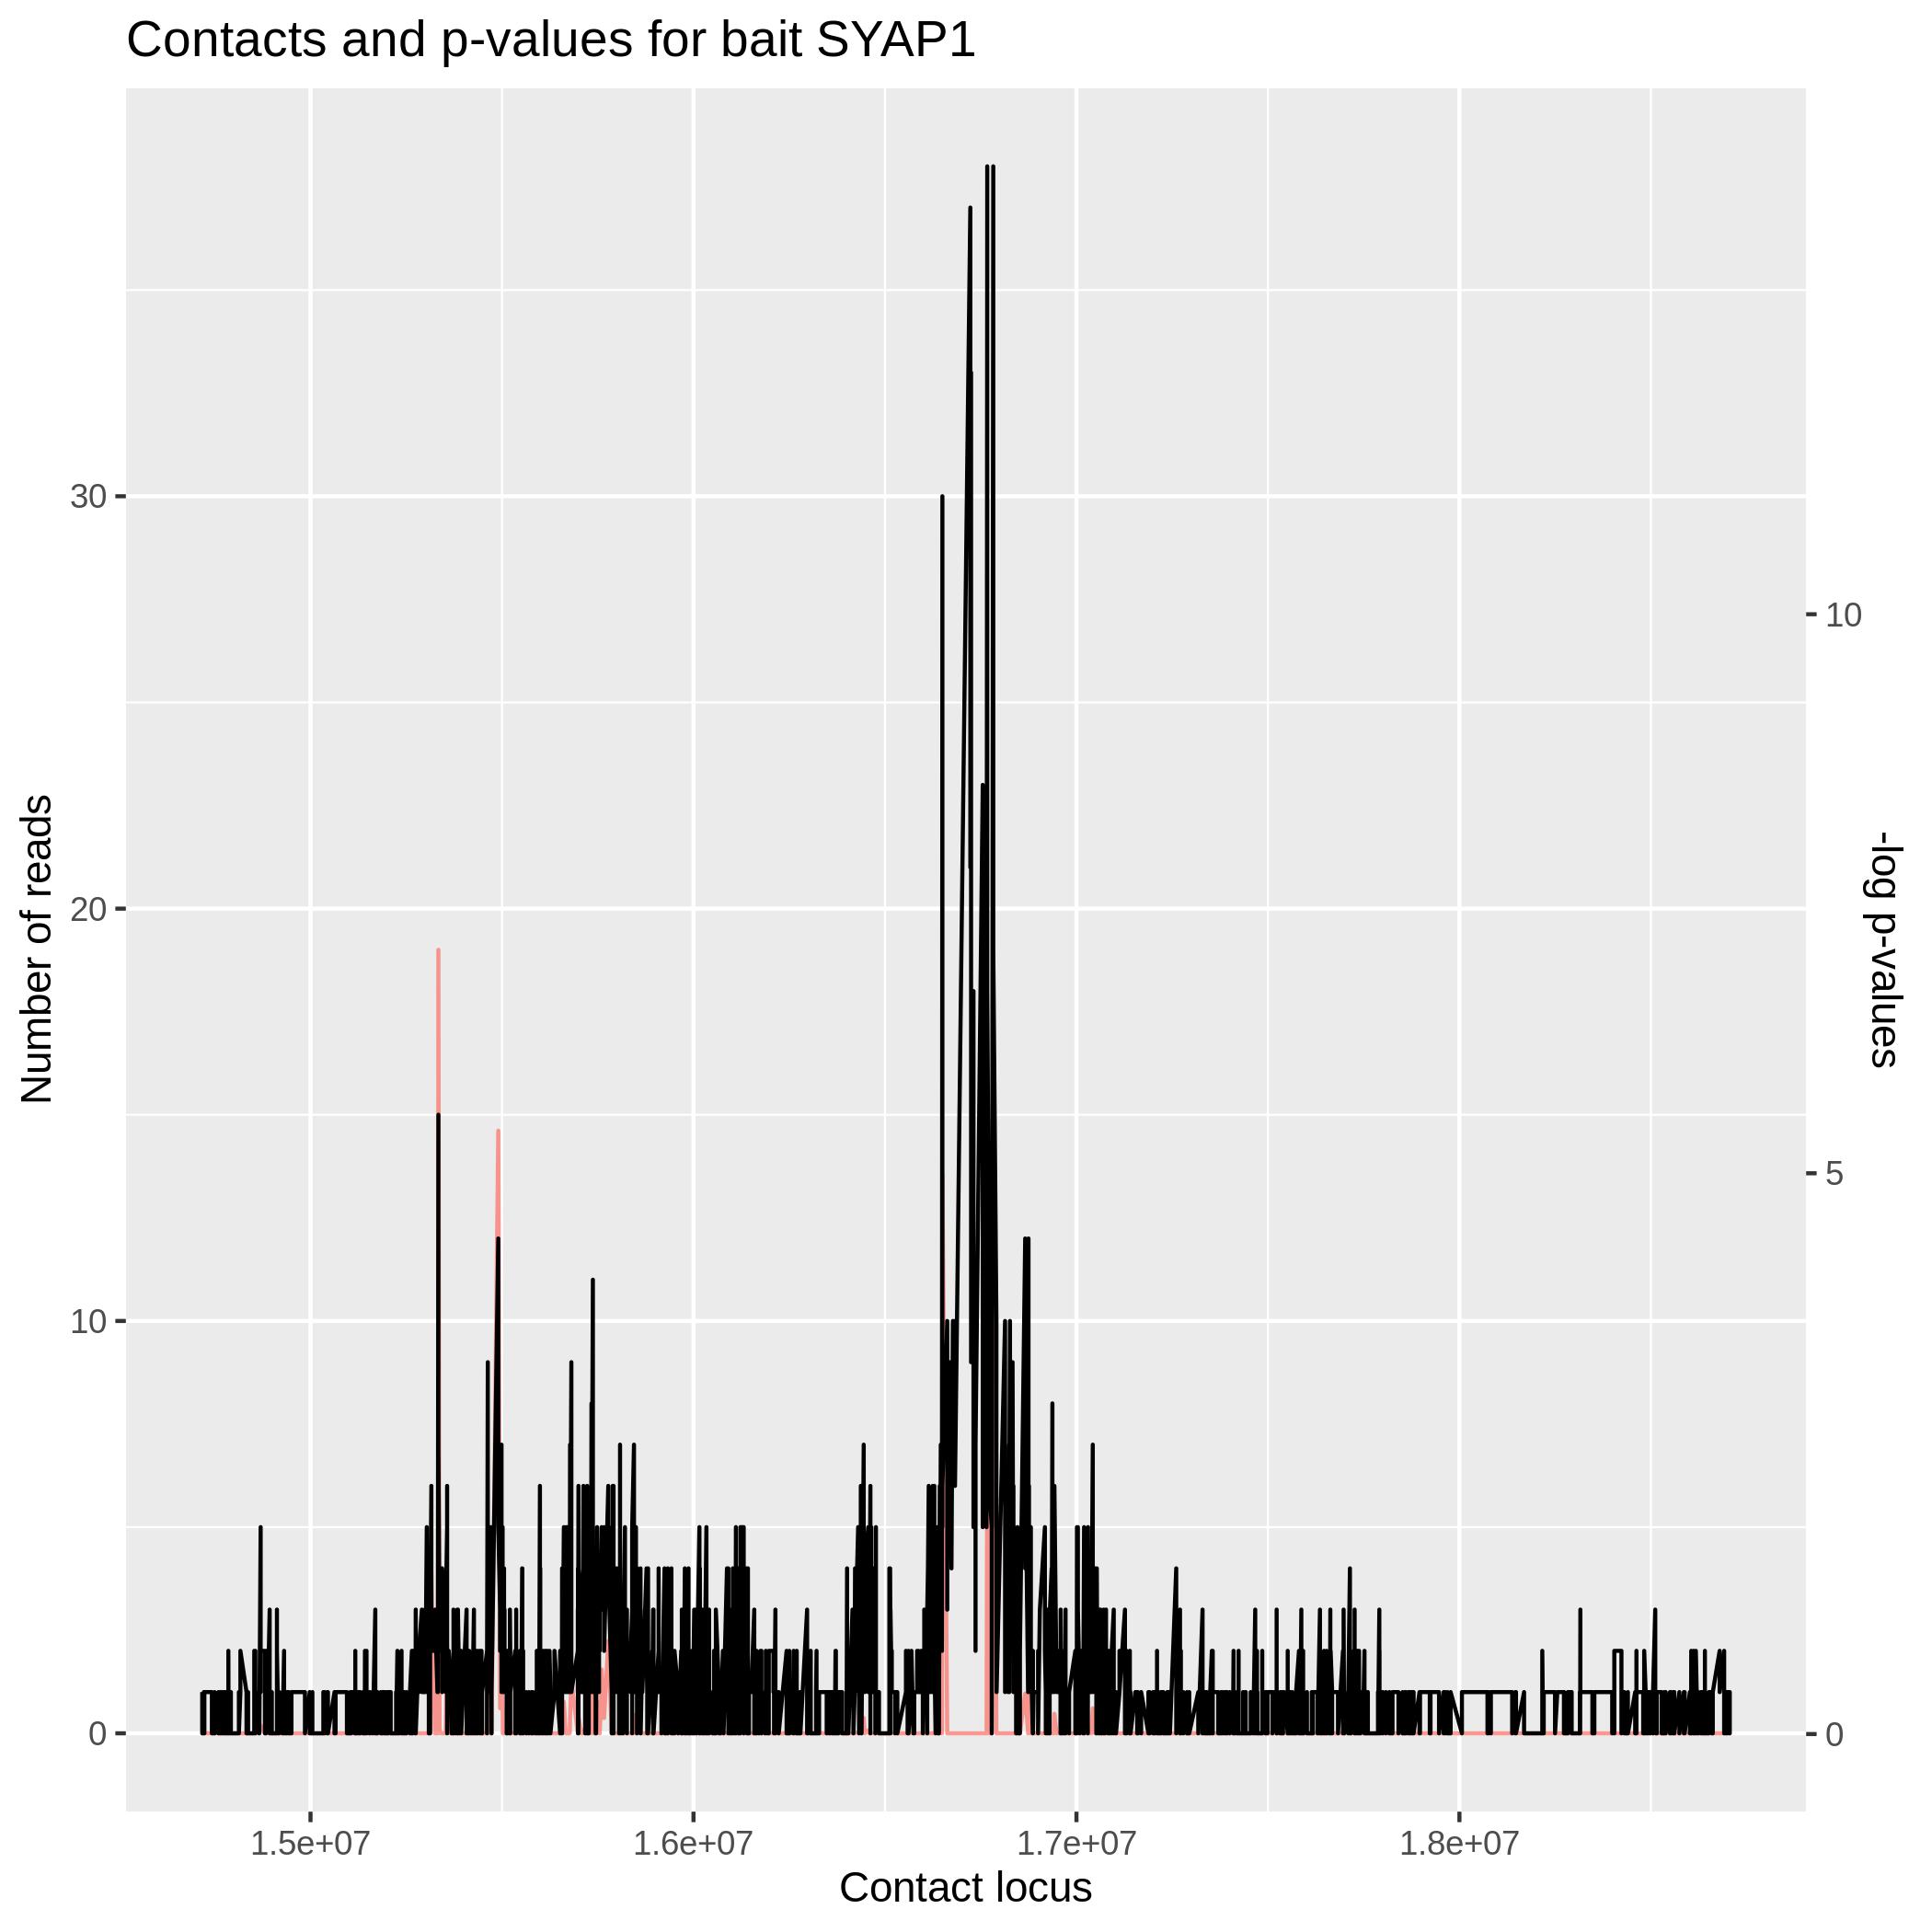 Contacts and p-values for bait SYAP1
30
20
10
0
Number of reads
10
5
0
-log p-values
1.5e+07
1.6e+07
1.7e+07
1.8e+07
Contact locus